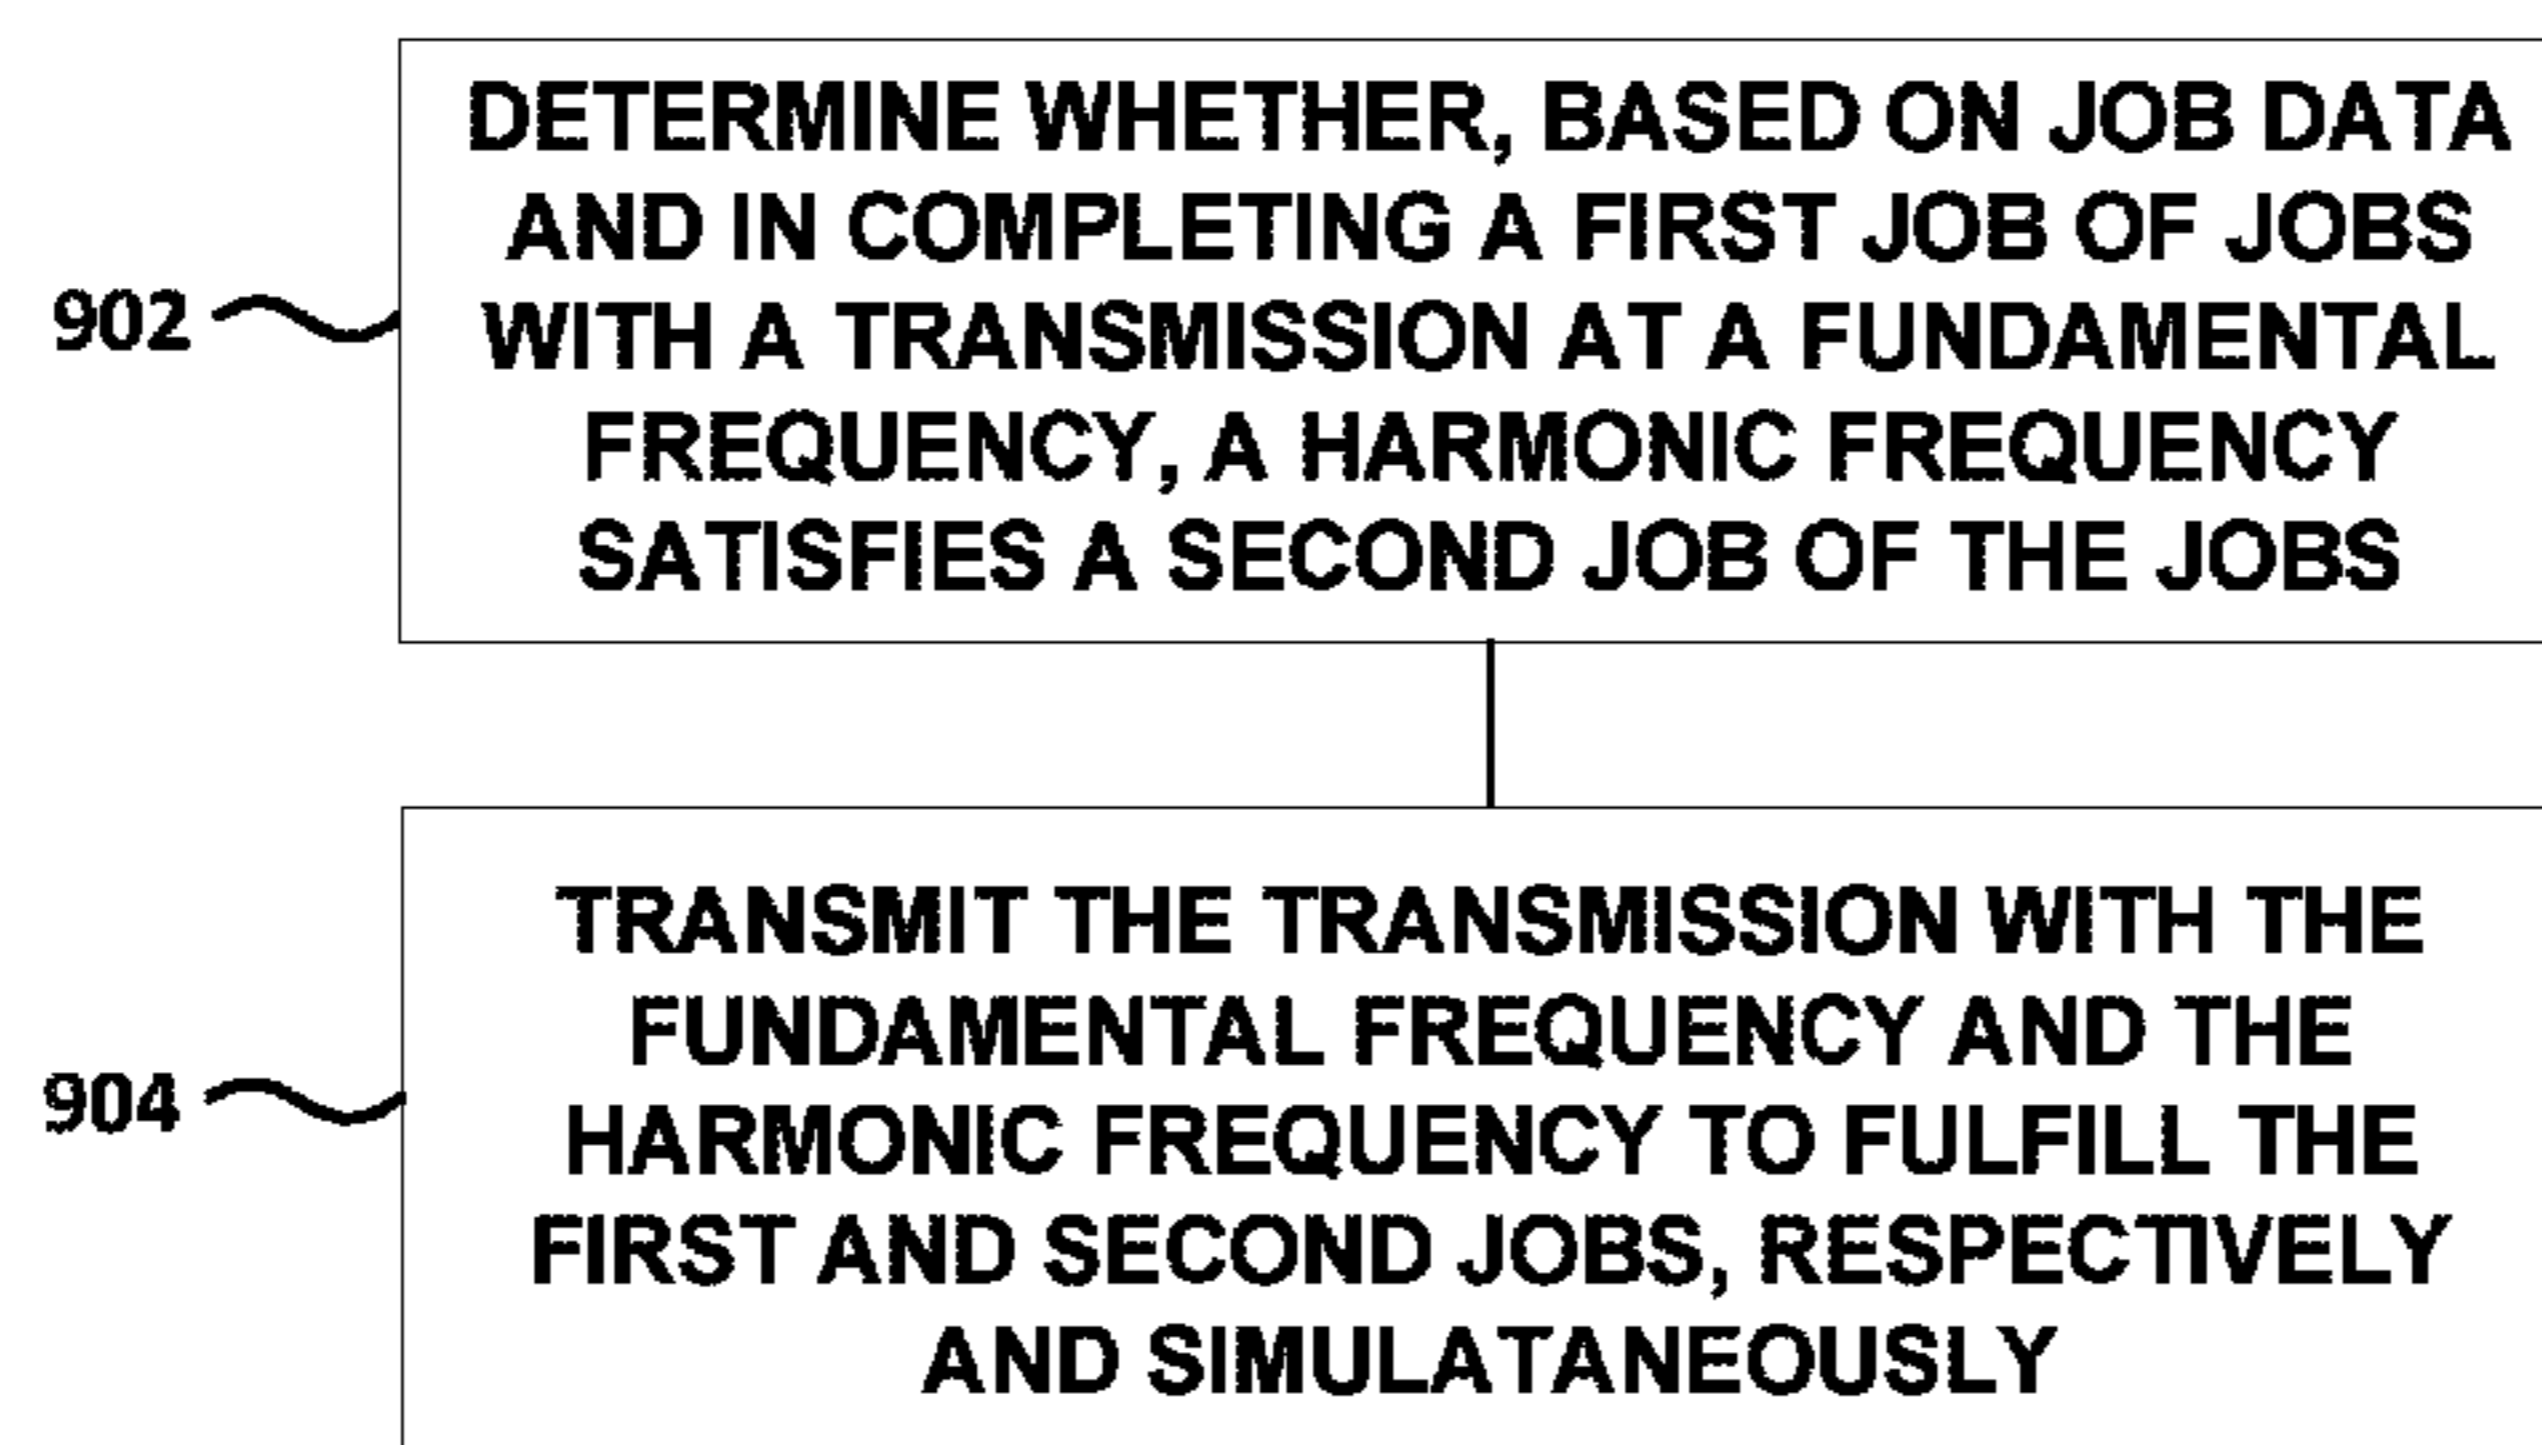 DETERMINE WHETHER, BASED ON JOB DATA
AND IN COMPLETING A FIRST JOB OF JOBS
902
WITH A TRANSMISSION AT A FUNDAMENTAL
FREQUENCY, A HARMONIC FREQUENCY
SATISFIES A SECOND JOB OF THE JOBS
TRANSMIT THE TRANSMISSION WITH THE
FUNDAMENTAL FREQUENCY AND THE
904
HARMONIC FREQUENCY TO FULFILL THE
FIRST AND SECOND JOBS, RESPECTIVELY
AND SIMULATANEOUSLY